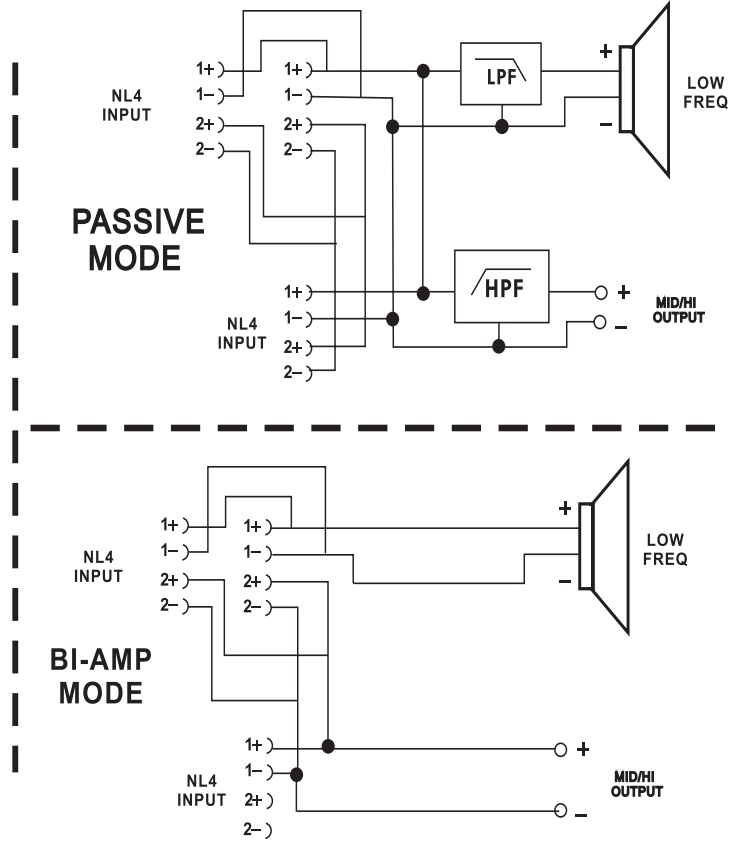 1+ 1+
1– 1–
2+ 2+
2– 2–
NL4
INPUT
LPF
+
–
LOW
FREQ
PASSIVE
MODE
1+
1–
2+
2–
NL4
INPUT
HPF
+
–
MID/HI
OUTPUT
1+ 1+
1– 1–
2+ 2+
2– 2–
NL4
INPUT
+
–
LOW
FREQ
BI-AMP
MODE
1+
1–
2+
2–
NL4
INPUT
+
–
MID/HI
OUTPUT